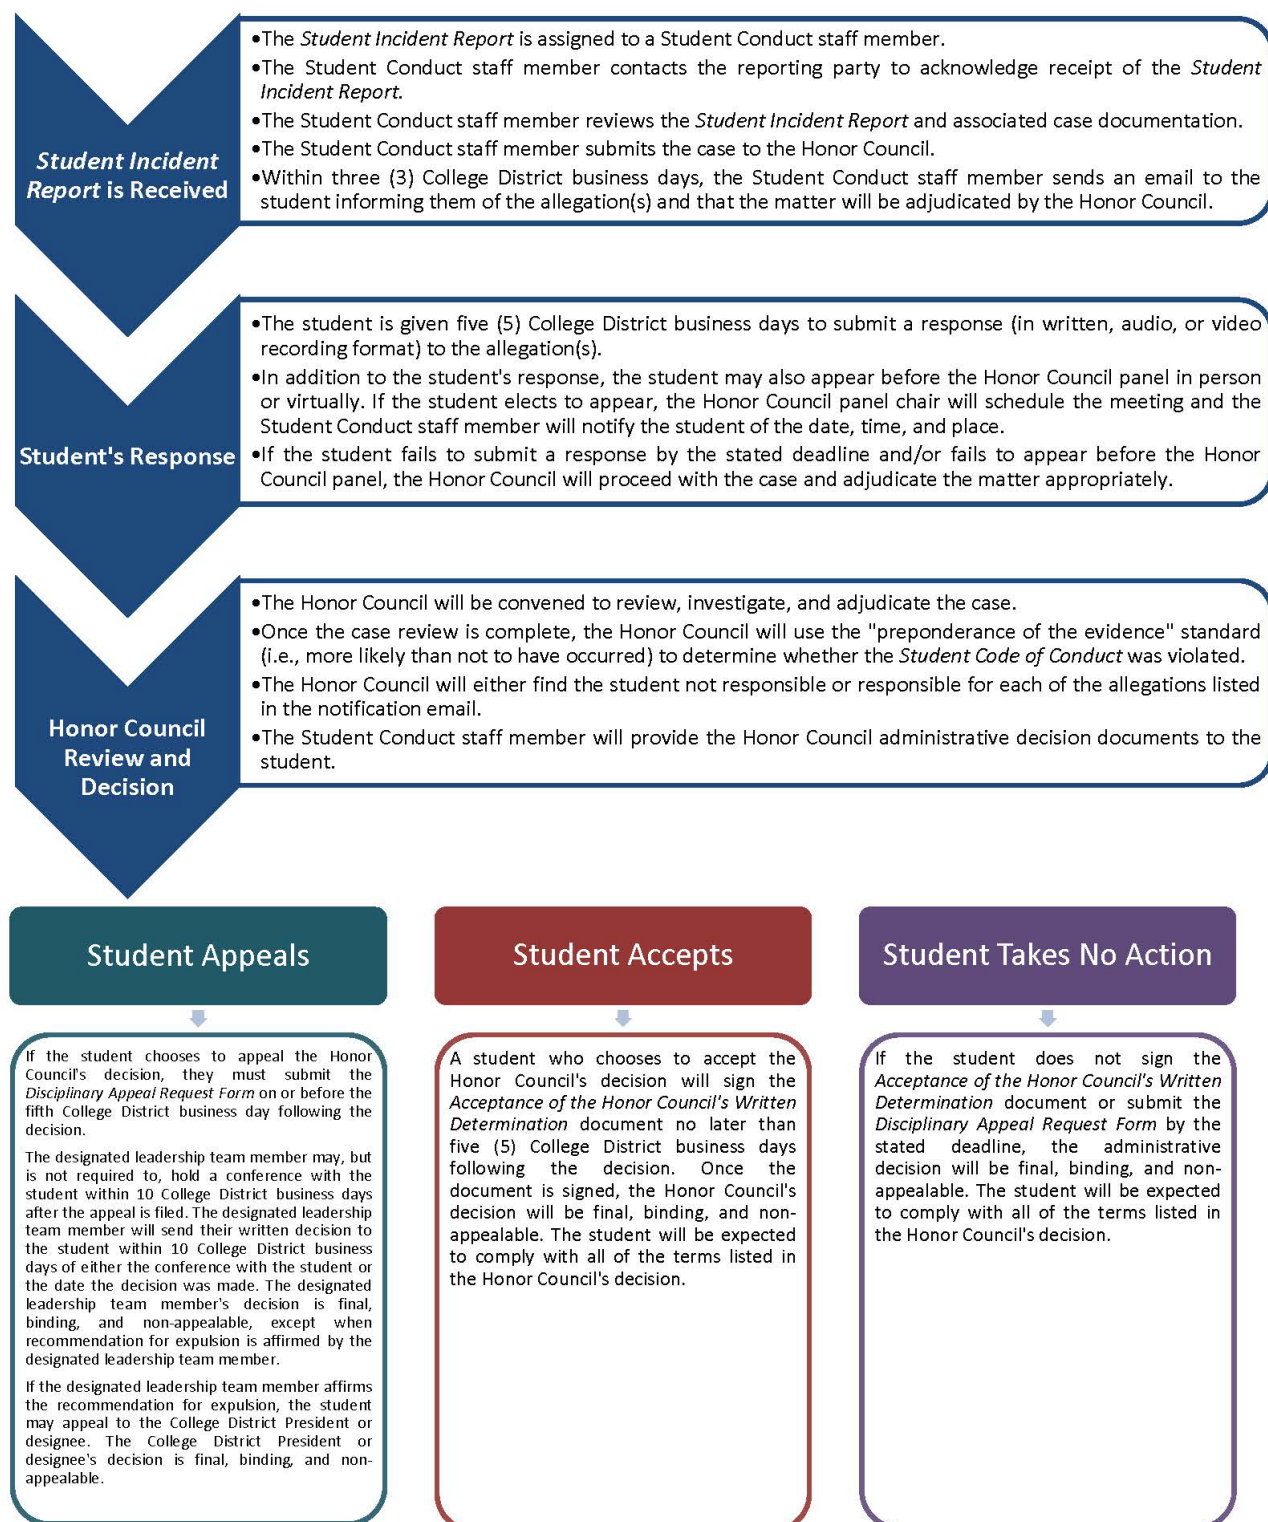 Student Incident
Report is Received
•The Student Incident Report is assigned to a Student Conduct staff member.
•The Student Conduct staff member contacts the reporting party to acknowledge receipt of the Student
Incident Report.
•The Student Conduct staff member reviews the Student Incident Report and associated case documentation.
•The Student Conduct staff member submits the case to the Honor Council.
•Within three (3) College District business days, the Student Conduct staff member sends an email to the
student informing them of the allegation(s) and that the matter will be adjudicated by the Honor Council.
Student's Response
•The student is given five (5) College District business days to submit a response (in written, audio, or video
recording format) to the allegation(s).
•In addition to the student's response, the student may also appear before the Honor Council panel in person
or virtually. If the student elects to appear, the Honor Council panel chair will schedule the meeting and the
Student Conduct staff member will notify the student of the date, time, and place.
•If the student fails to submit a response by the stated deadline and/or fails to appear before the Honor
Council panel, the Honor Council will proceed with the case and adjudicate the matter appropriately.
Honor Council
Review and
Decision
•The Honor Council will be convened to review, investigate, and adjudicate the case.
•Once the case review is complete, the Honor Council will use the "preponderance of the evidence" standard
(i.e., more likely than not to have occurred) to determine whether the Student Code of Conduct was violated.
•The Honor Council will either find the student not responsible or responsible for each of the allegations listed
in the notification email.
•The Student Conduct staff member will provide the Honor Council administrative decision documents to the
student.
Student Appeals
If the student chooses to appeal the Honor
Council's decision, they must submit the
Disciplinary Appeal Request Form on or before the
fifth College District business day following the
decision.
The designated leadership team member may, but
is not required to, hold a conference with the
student within 10 College District business days
after the appeal is filed. The designated leadership
team member will send their written decision to
the student within 10 College District business
days of either the conference with the student or
the date the decision was made. The designated
leadership team member's decision is final,
binding, and non-appealable, except when
recommendation for expulsion is affirmed by the
designated leadership team member.
If the designated leadership team member affirms
the recommendation for expulsion, the student
may appeal to the College District President or
designee. The College District President or
designee's decision is final, binding, and non-
appealable.
Student Accepts
A student who chooses to accept the
Honor Council's decision will sign the
Acceptance of the Honor Council's Written
Determination document no later than
five (5) College District business days
following the decision. Once the
document is signed, the Honor Council's
decision will be final, binding, and non-
appealable. The student will be expected
to comply with all of the terms listed in
the Honor Council's decision.
Student Takes No Action
If the student does not sign the
Acceptance of the Honor Council's Written
Determination document or submit the
Disciplinary Appeal Request Form by the
stated deadline, the administrative
decision will be final, binding, and non-
appealable. The student will be expected
to comply with all of the terms listed in
the Honor Council's decision.